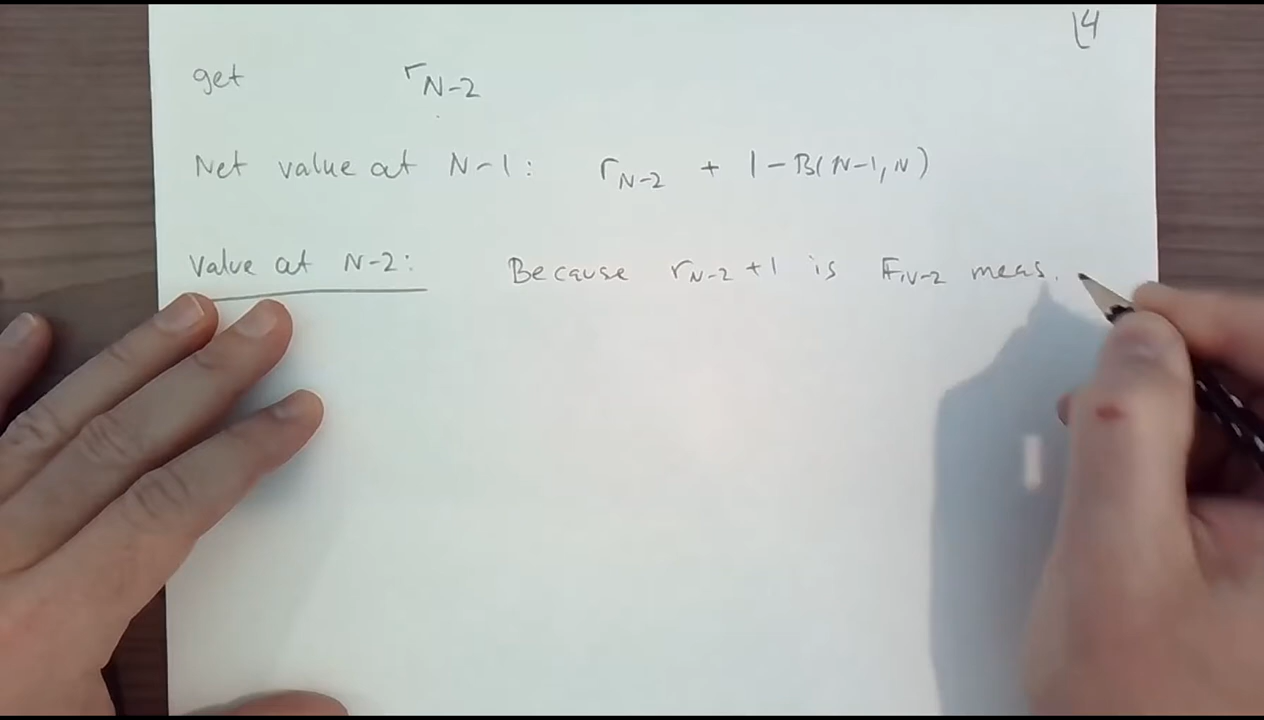 14
get r_{N-2}
Net value at N-1: r_{N-2} + 1 - B(N-1, N)
Value at N-2: Because r_{N-2} + 1 is F_{N-2} meas.